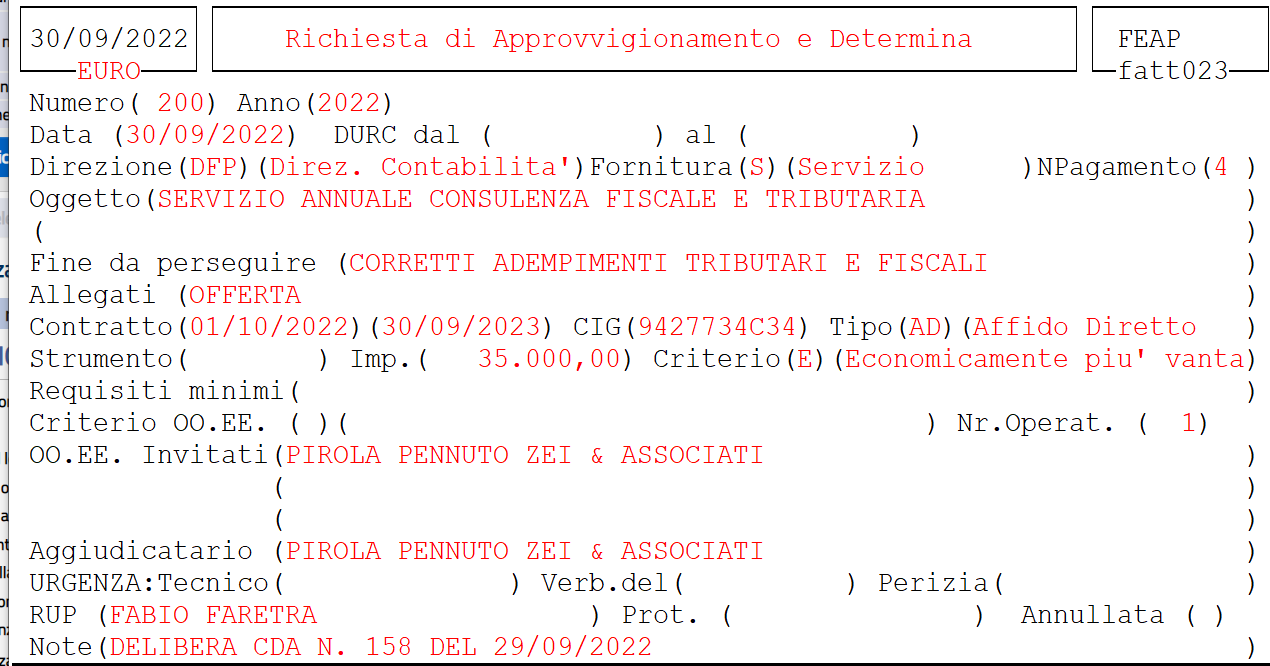 30/09/2022 Richiesta di Approvvigionamento e Determina FEAP
EURO fatt023
Numero( 200) Anno(2022)
Data (30/09/2022) DURC dal ( ) al ( )
Direzione(DFP)(Direz. Contabilita')Fornitura(S)(Servizio )NPagamento(4 )
Oggetto(SERVIZIO ANNUALE CONSULENZA FISCALE E TRIBUTARIA )
( )
Fine da perseguire (CORRETTI ADEMPIMENTI TRIBUTARI E FISCALI )
Allegati (OFFERTA )
Contratto(01/10/2022)(30/09/2023) CIG(9427734C34) Tipo(AD)(Affido Diretto )
Strumento( ) Imp.( 35.000,00) Criterio(E)(Economicamente piu' vanta)
Requisiti minimi( )
Criterio OO.EE. ( )( ) Nr.Operat. ( 1)
OO.EE. Invitati(PIROLA PENNUTO ZEI & ASSOCIATI )
( )
( )
Aggiudicatario (PIROLA PENNUTO ZEI & ASSOCIATI )
URGENZA:Tecnico( ) Verb.del( ) Perizia( )
RUP (FABIO FARETRA ) Prot. ( ) Annullata ( )
Note(DELIBERA CDA N. 158 DEL 29/09/2022 )